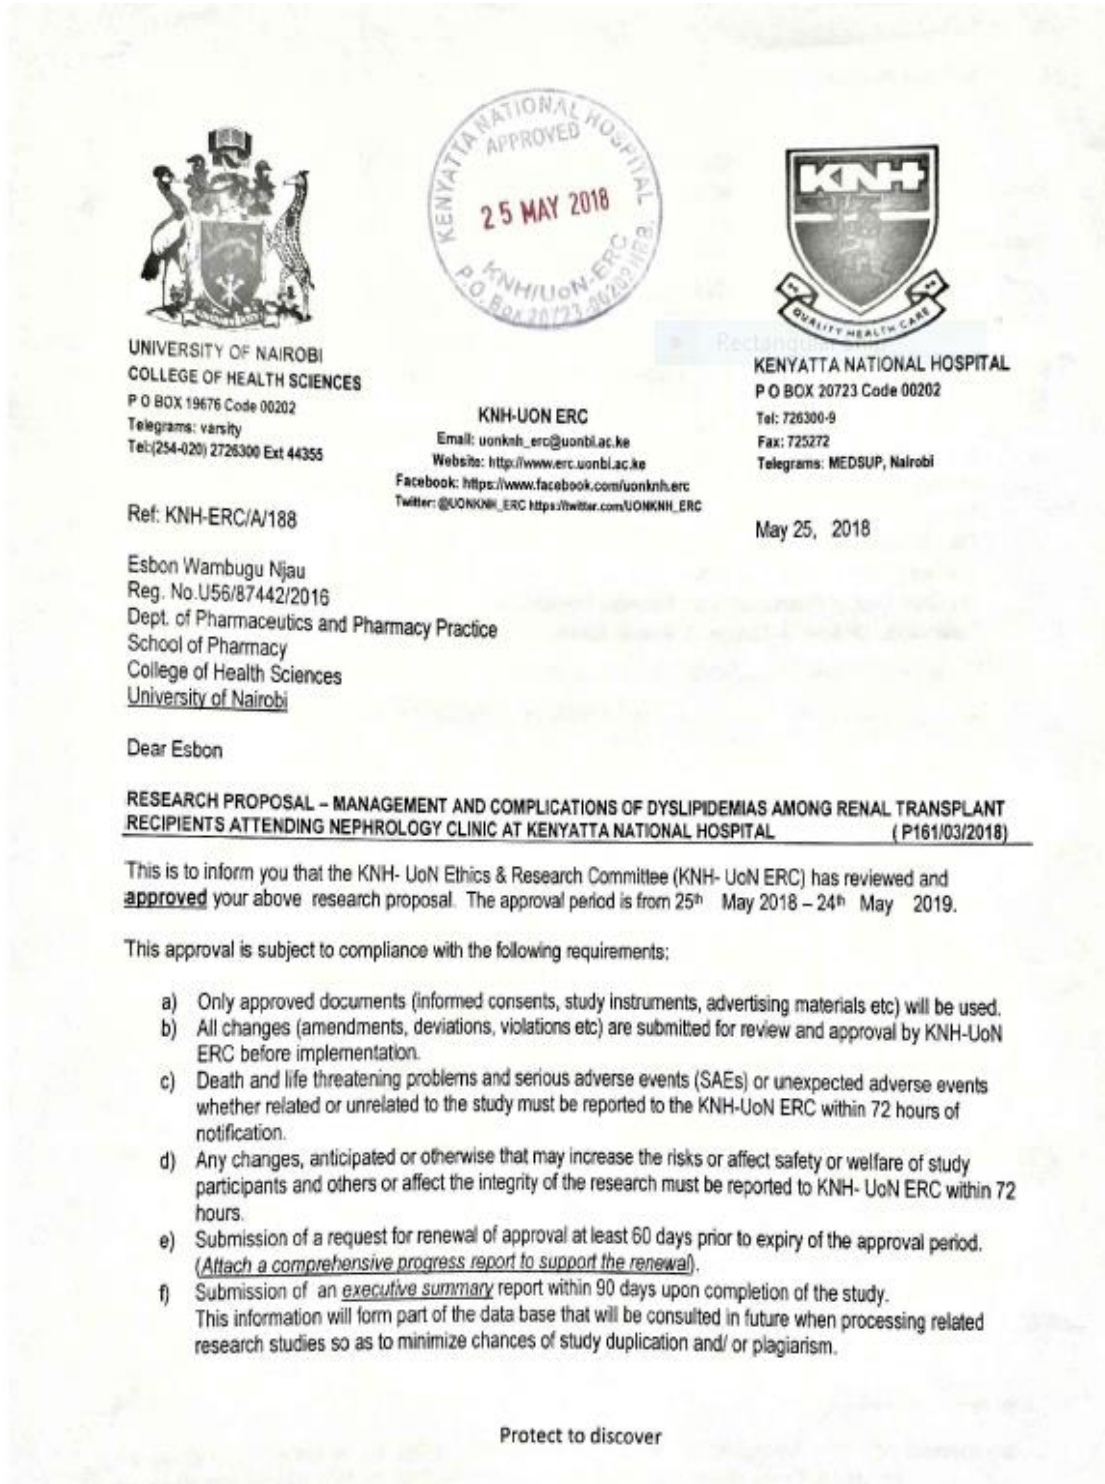 KENYATTA NATIONAL HOSPITAL
APPROVED
25 MAY 2018
KNH/UoN-ERC
KNH
QUALITY HEALTH CARE
UNIVERSITY OF NAIROBI
COLLEGE OF HEALTH SCIENCES
P O BOX 19676 Code 00202
Telegrams: varsity
Tel:(254-020) 2726300 Ext 44355
KNH-UON ERC
Email: uonknh_erc@uonbi.ac.ke
Website: http://www.erc.uonbi.ac.ke
Facebook: https://www.facebook.com/uonknh.erc
Twitter: @UONKNH_ERC https://twitter.com/UONKNH_ERC
KENYATTA NATIONAL HOSPITAL
P O BOX 20723 Code 00202
Tel: 726300-9
Fax: 725272
Telegrams: MEDSUP, Nairobi
Ref: KNH-ERC/A/188
May 25, 2018
Esbon Wambugu Njau
Reg. No.U56/87442/2016
Dept. of Pharmaceutics and Pharmacy Practice
School of Pharmacy
College of Health Sciences
University of Nairobi
Dear Esbon
RESEARCH PROPOSAL – MANAGEMENT AND COMPLICATIONS OF DYSLIPIDEMIAS AMONG RENAL TRANSPLANT
RECIPIENTS ATTENDING NEPHROLOGY CLINIC AT KENYATTA NATIONAL HOSPITAL ( P161/03/2018)
This is to inform you that the KNH- UoN Ethics & Research Committee (KNH- UoN ERC) has reviewed and
approved your above research proposal. The approval period is from 25th May 2018 – 24th May 2019.
This approval is subject to compliance with the following requirements;
a) Only approved documents (informed consents, study instruments, advertising materials etc) will be used.
b) All changes (amendments, deviations, violations etc) are submitted for review and approval by KNH-UoN
ERC before implementation.
c) Death and life threatening problems and serious adverse events (SAEs) or unexpected adverse events
whether related or unrelated to the study must be reported to the KNH-UoN ERC within 72 hours of
notification.
d) Any changes, anticipated or otherwise that may increase the risks or affect safety or welfare of study
participants and others or affect the integrity of the research must be reported to KNH- UoN ERC within 72
hours.
e) Submission of a request for renewal of approval at least 60 days prior to expiry of the approval period.
(Attach a comprehensive progress report to support the renewal).
f) Submission of an executive summary report within 90 days upon completion of the study.
This information will form part of the data base that will be consulted in future when processing related
research studies so as to minimize chances of study duplication and/ or plagiarism.
Protect to discover